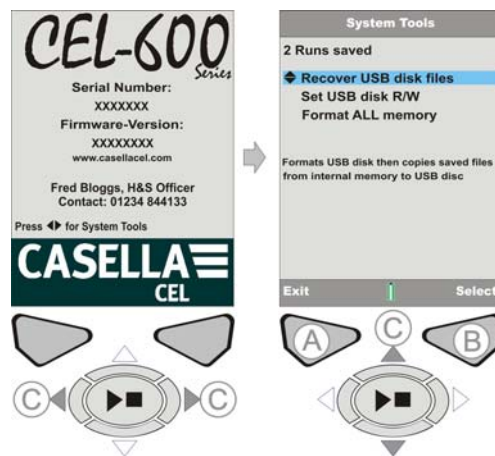 CEL-600
Series
Serial Number:
XXXXXXX
Firmware-Version:
XXXXXXXX
www.casellacel.com
Fred Bloggs, H&S Officer
Contact: 01234 844133
Press ◀▶ for System Tools
CASELLA
CEL
C
C
System Tools
2 Runs saved
Recover USB disk files
Set USB disk R/W
Format ALL memory
Formats USB disk then copies saved files
from internal memory to USB disc
Exit
Select
A
C
B